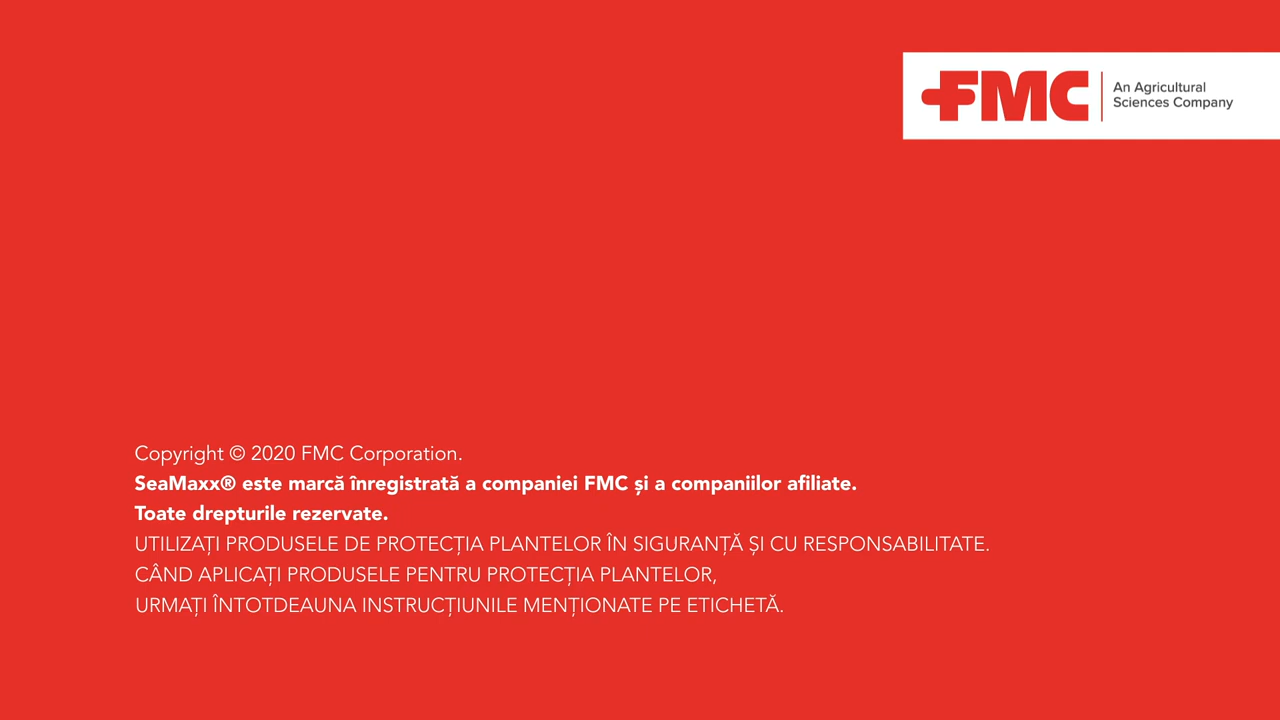 FMC
An Agricultural
Sciences Company
Copyright © 2020 FMC Corporation.
SeaMaxx® este marcă înregistrată a companiei FMC și a companiilor afiliate.
Toate drepturile rezervate.
UTILIZAȚI PRODUSELE DE PROTECȚIA PLANTELOR ÎN SIGURANȚĂ ȘI CU RESPONSABILITATE.
CÂND APLICAȚI PRODUSELE PENTRU PROTECȚIA PLANTELOR,
URMAȚI ÎNTOTDEAUNA INSTRUCȚIUNILE MENȚIONATE PE ETICHETĂ.